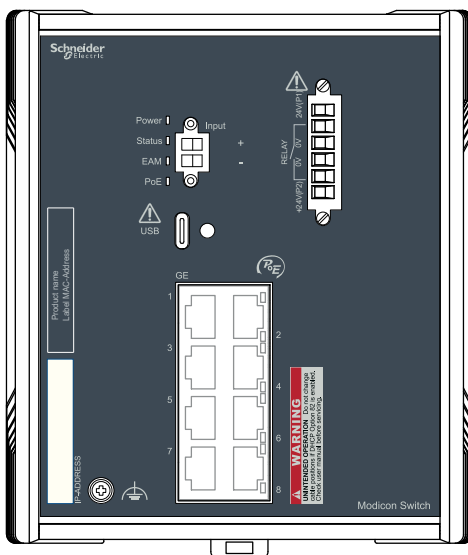 Schneider
Electric
Power
Status
EAM
PoE
Input
+
-
24V(P1)
0V
0V
+24V(P2)
RELAY
USB
GE
PoE
1
2
3
4
5
6
7
8
Product name
Label MAC-Address
IP-ADDRESS
WARNING
UNINTENDED OPERATION Do not change
cable positions if DHCP Option 82 is enabled.
Check user manual before servicing.
Modicon Switch